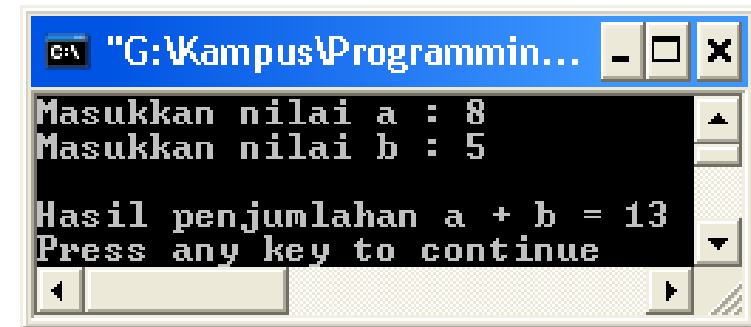 "G:\Kampus\Programmin...
Masukkan nilai a : 8
Masukkan nilai b : 5
Hasil penjumlahan a + b = 13
Press any key to continue